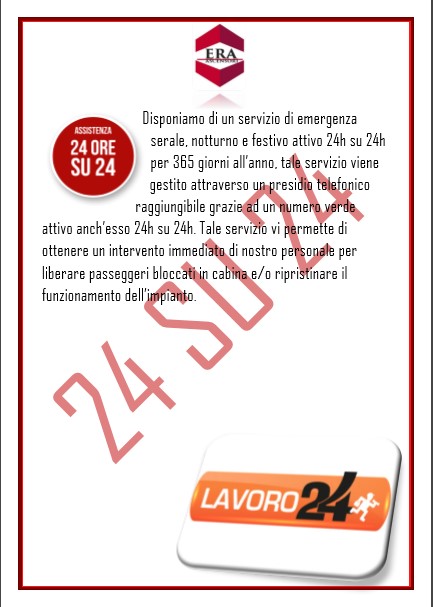 ERA
ASCENSORI
ASSISTENZA
24 ORE
SU 24
Disponiamo di un servizio di emergenza
serale, notturno e festivo attivo 24h su 24h
per 365 giorni all'anno, tale servizio viene
gestito attraverso un presidio telefonico
raggiungibile grazie ad un numero verde
attivo anch'esso 24h su 24h. Tale servizio vi permette di
ottenere un intervento immediato di nostro personale per
liberare passeggeri bloccati in cabina e/o ripristinare il
funzionamento dell'impianto.
24 SU 24
LAVORO 24